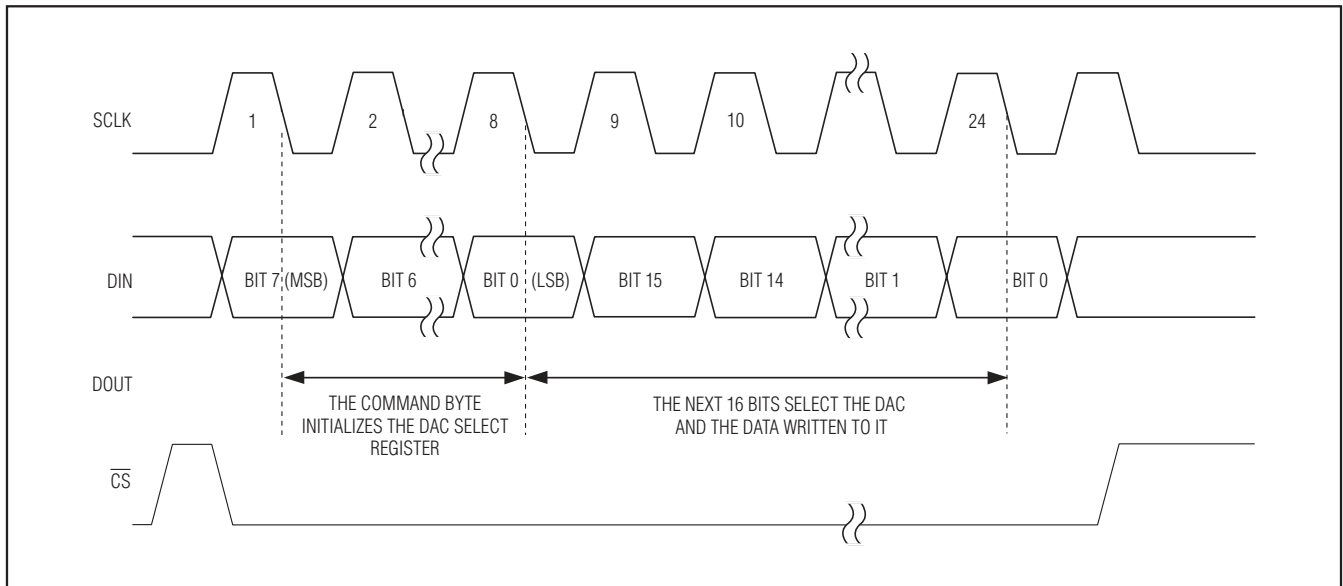 SCLK
1 2 8 9 10 24
DIN
BIT 7 (MSB) BIT 6 BIT 0 (LSB) BIT 15 BIT 14 BIT 1 BIT 0
DOUT
THE COMMAND BYTE
INITIALIZES THE DAC SELECT
REGISTER
THE NEXT 16 BITS SELECT THE DAC
AND THE DATA WRITTEN TO IT
CS